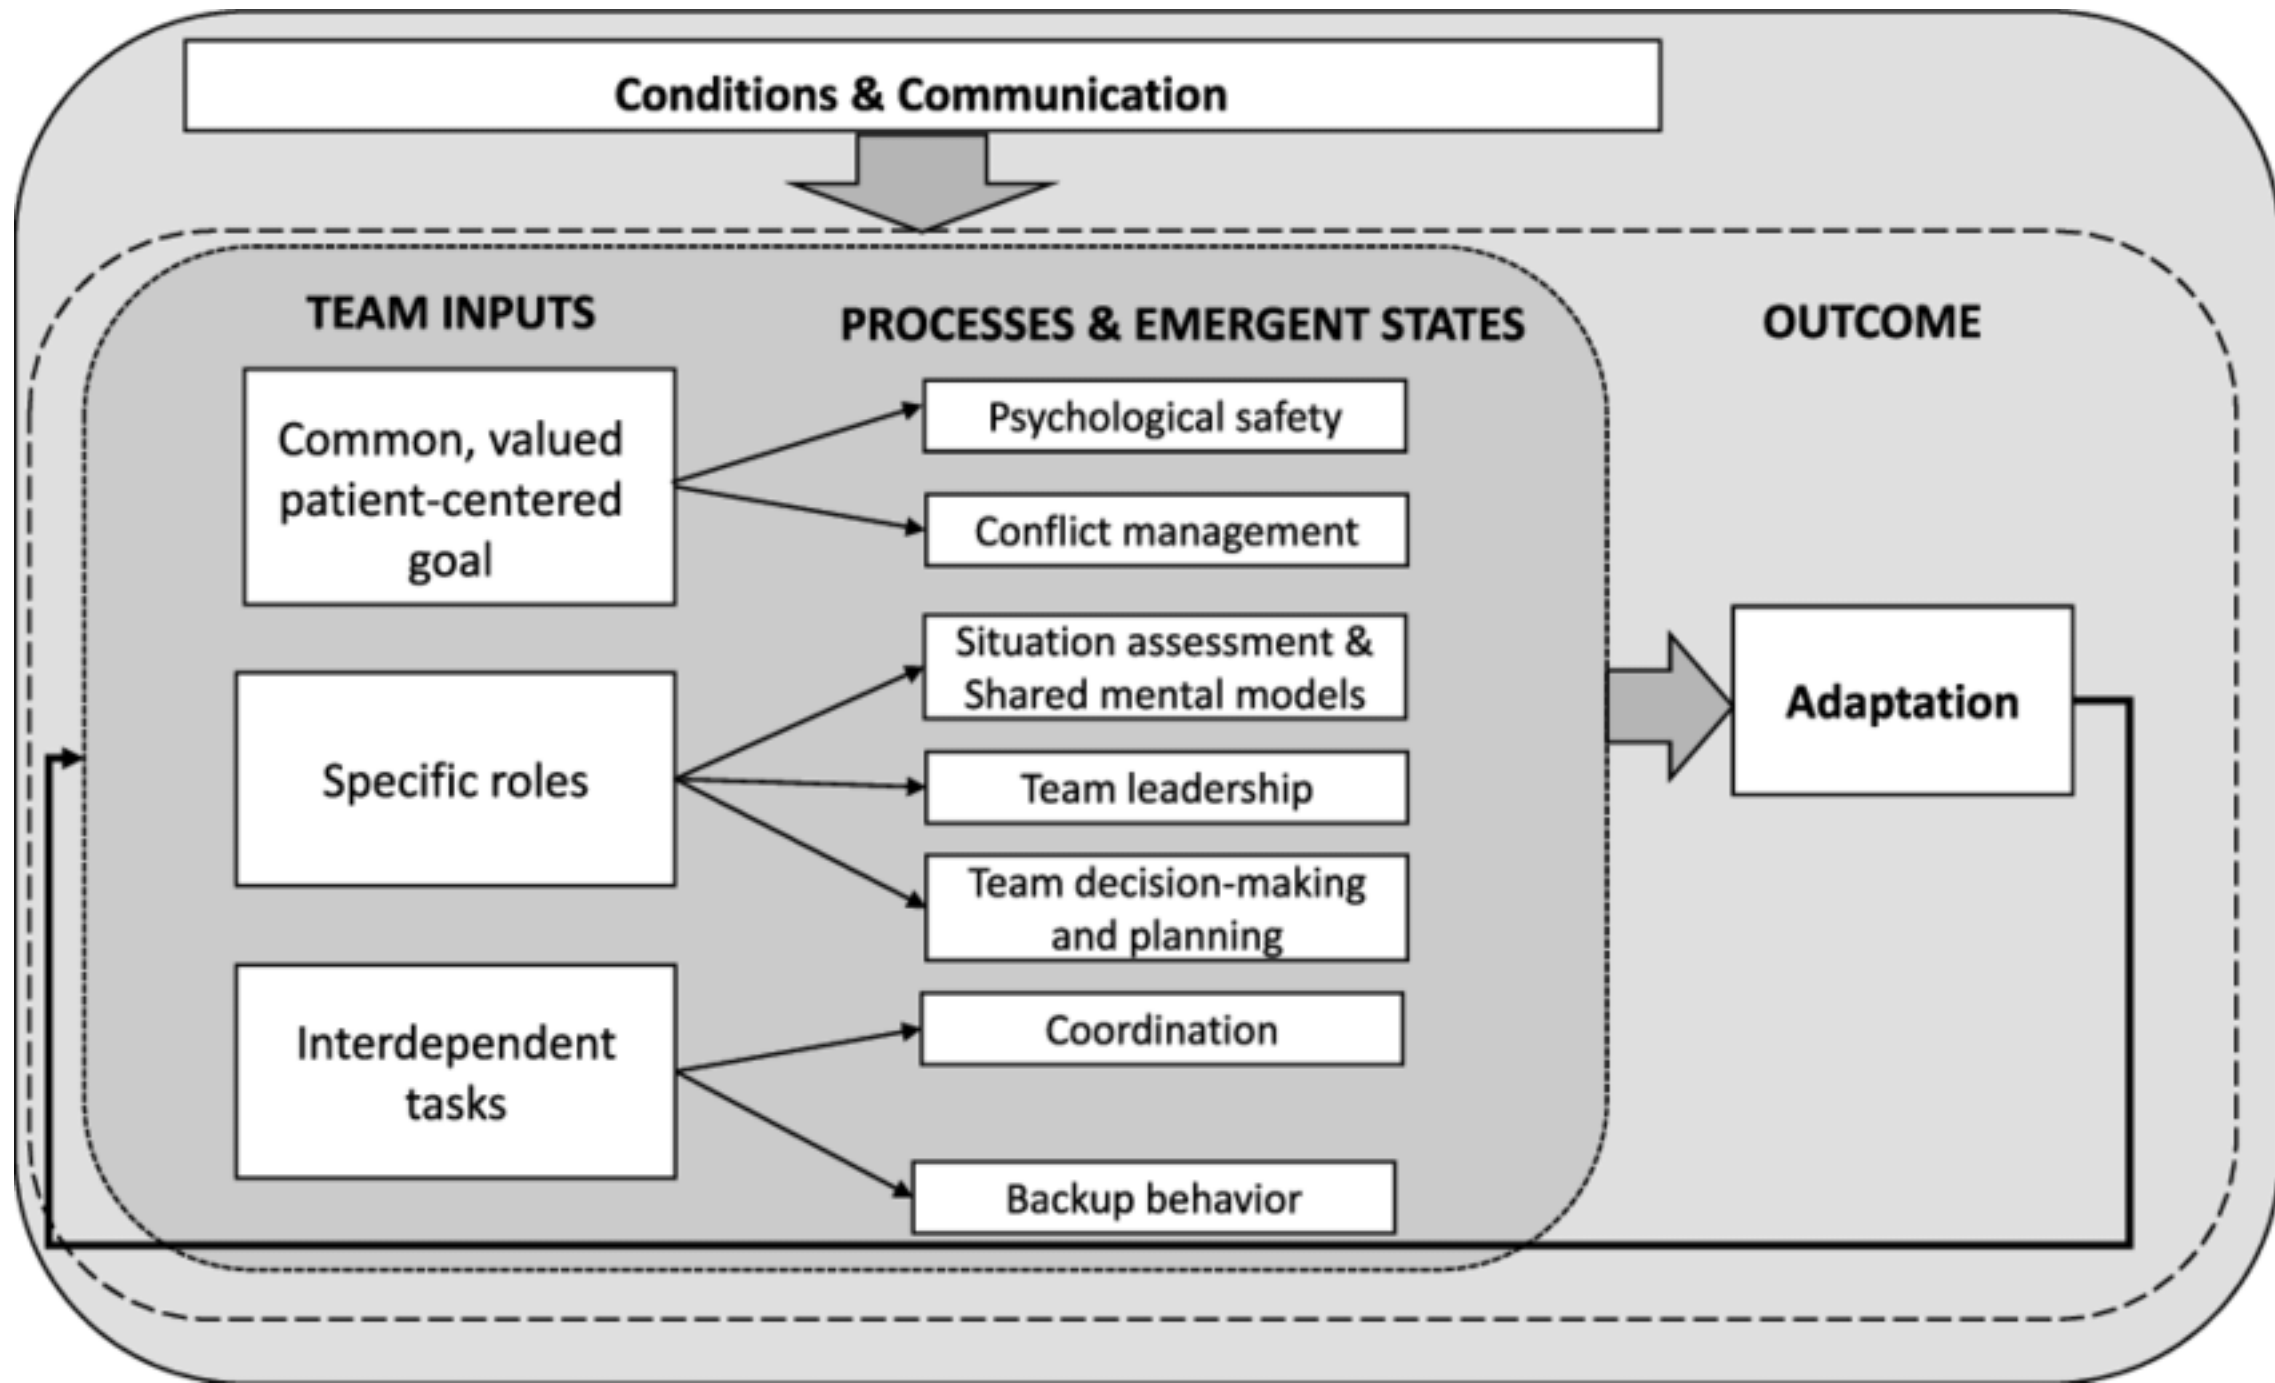 Conditions & Communication
TEAM INPUTS
Common, valued
patient-centered
goal
Specific roles
Interdependent
tasks
PROCESSES & EMERGENT STATES
Psychological safety
Conflict management
Situation assessment &
Shared mental models
Team leadership
Team decision-making
and planning
Coordination
Backup behavior
OUTCOME
Adaptation